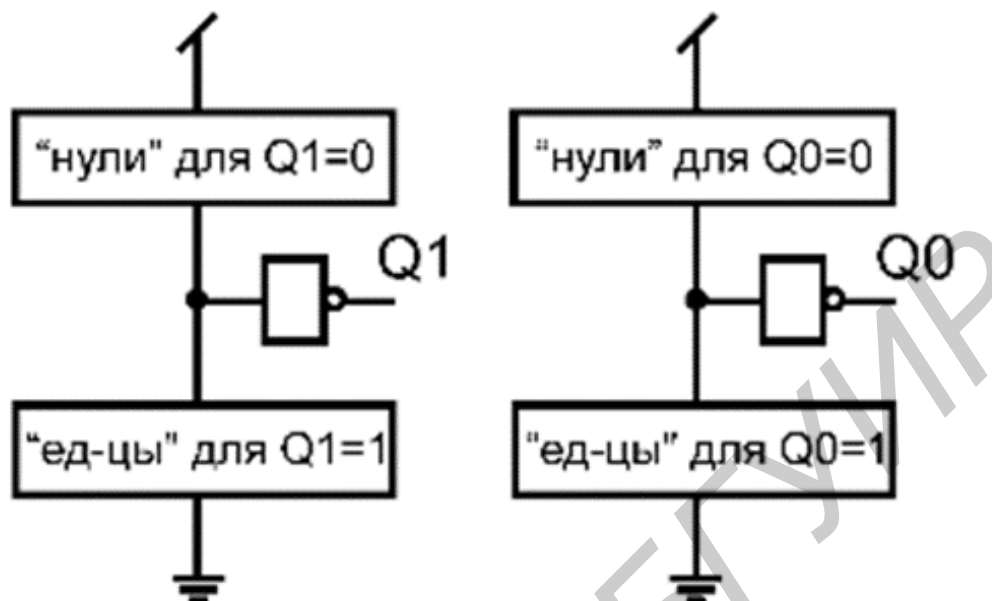 “нули" для Q1=0
“нули” для Q0=0
Q1
Q0
“ед-цы" для Q1=1
“ед-цы" для Q0=1
БГУИР